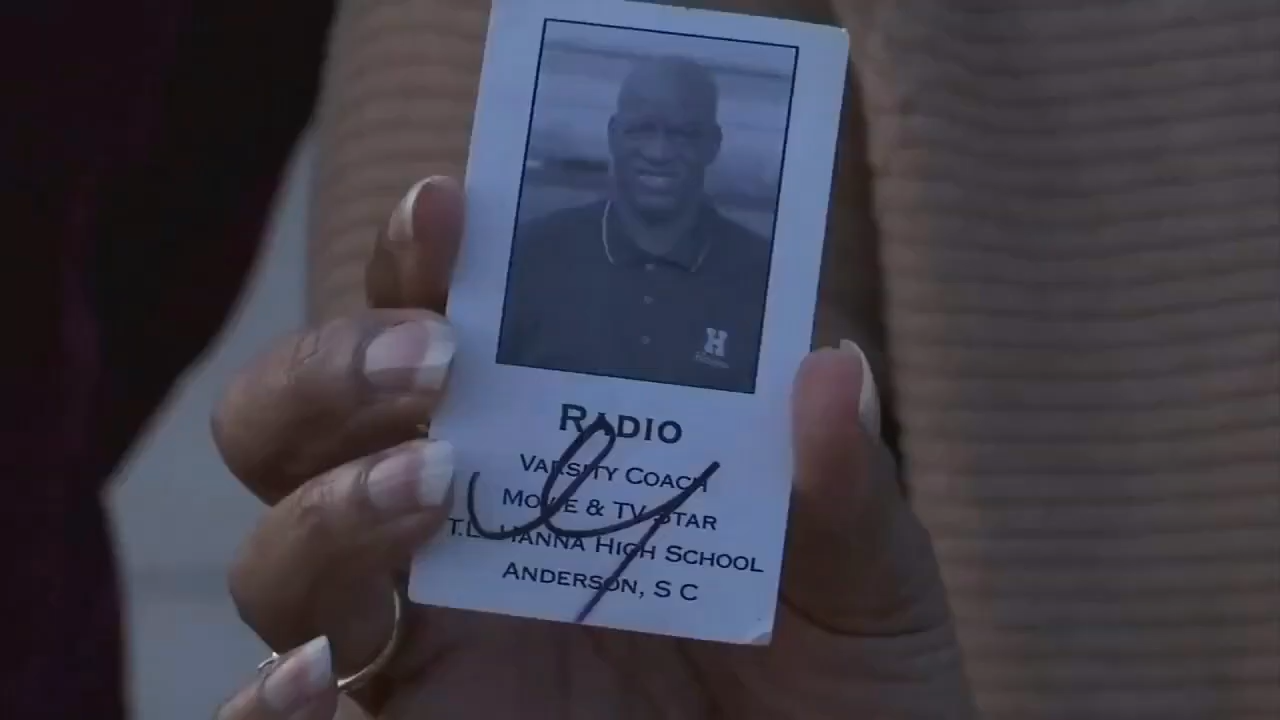 H
RADIO
VARSITY COACH
MOVIE & TV STAR
T.L. HANNA HIGH SCHOOL
ANDERSON, S C